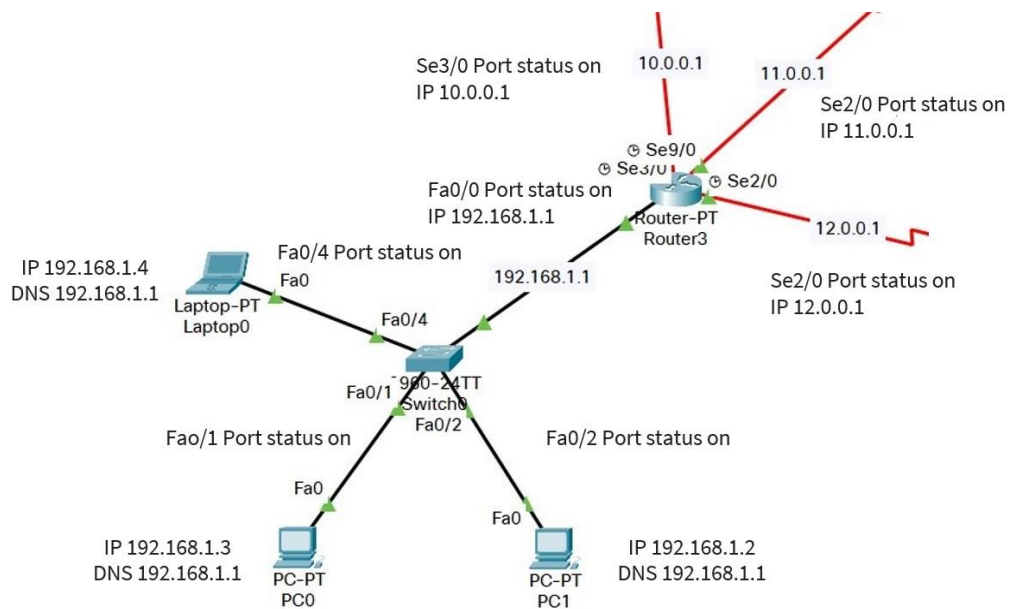 Se3/0 Port status on
IP 10.0.0.1
10.0.0.1
11.0.0.1
Se2/0 Port status on
IP 11.0.0.1
Se9/0
Se3/0
Se2/0
Fa0/0 Port status on
IP 192.168.1.1
Router-PT
Router3
12.0.0.1
Se2/0 Port status on
IP 12.0.0.1
Fa0/4 Port status on
IP 192.168.1.4
DNS 192.168.1.1
Fa0
Laptop-PT
Laptop0
192.168.1.1
Fa0/4
960-24TT
Switch0
Fa0/1
Fa0/2
Fao/1 Port status on
Fa0/2 Port status on
Fa0
Fa0
IP 192.168.1.3
DNS 192.168.1.1
PC-PT
PC0
PC-PT
PC1
IP 192.168.1.2
DNS 192.168.1.1